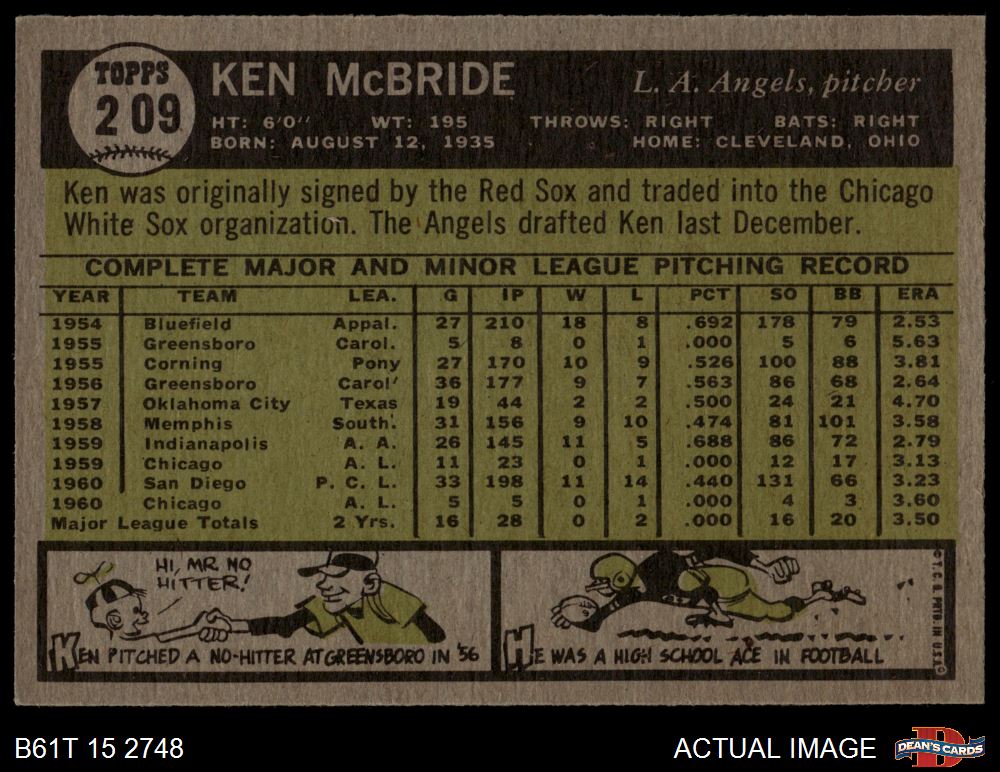 TOPPS
209
KEN McBRIDE
L. A. Angels, pitcher
HT: 6'0" WT: 195 THROWS: RIGHT BATS: RIGHT
BORN: AUGUST 12, 1935 HOME: CLEVELAND, OHIO
Ken was originally signed by the Red Sox and traded into the Chicago
White Sox organization. The Angels drafted Ken last December.
COMPLETE MAJOR AND MINOR LEAGUE PITCHING RECORD
YEAR TEAM LEA. G IP W L PCT SO BB ERA
1954 Bluefield Appal. 27 210 18 8 .692 178 79 2.53
1955 Greensboro Carol. 5 8 0 1 .000 5 6 5.63
1955 Corning Pony 27 170 10 9 .526 100 88 3.81
1956 Greensboro Carol' 36 177 9 7 .563 86 68 2.64
1957 Oklahoma City Texas 19 44 2 2 .500 24 21 4.70
1958 Memphis South. 31 156 9 10 .474 81 101 3.58
1959 Indianapolis A. A. 26 145 11 5 .688 86 72 2.79
1959 Chicago A. L. 11 23 0 1 .000 12 17 3.13
1960 San Diego P. C. L. 33 198 11 14 .440 131 66 3.23
1960 Chicago A. L. 5 5 0 1 .000 4 3 3.60
Major League Totals 2 Yrs. 16 28 0 2 .000 16 20 3.50
HI, MR. NO
HITTER!
KEN PITCHED A NO-HITTER AT GREENSBORO IN '56
HE WAS A HIGH SCHOOL ACE IN FOOTBALL
© T. C. G. PRTD. IN U.S.A.
B61T 15 2748
ACTUAL IMAGE
DEAN'S CARDS